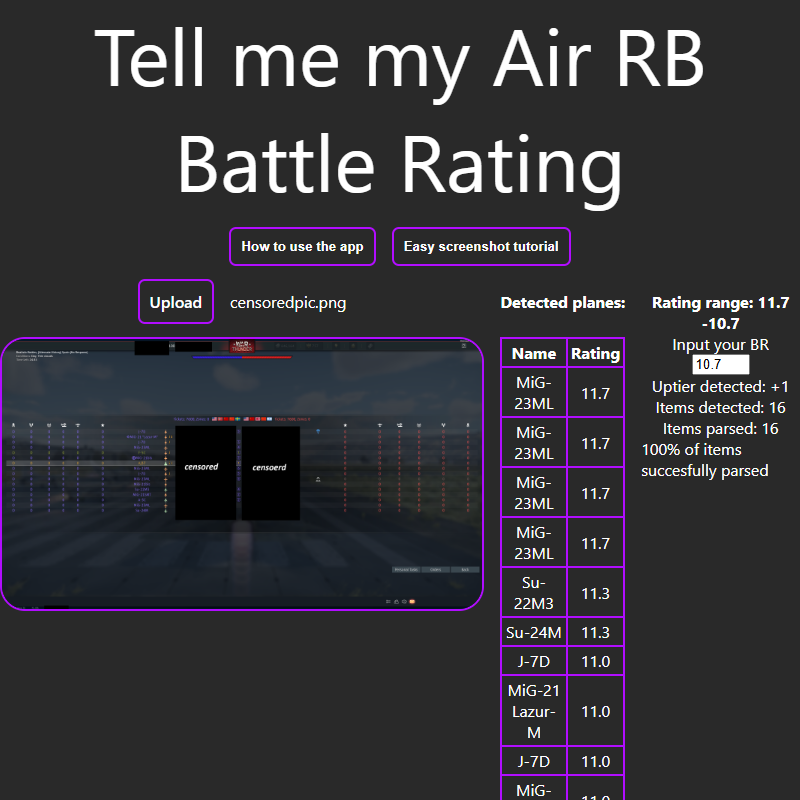 Tell me my Air RB
Battle Rating
How to use the app
Easy screenshot tutorial
Upload
censoredpic.png
censored
censoerd
Detected planes:
Name Rating
MiG-
23ML
11.7
MiG-
23ML
11.7
MiG-
23ML
11.7
MiG-
23ML
11.7
Su-
22M3
11.3
Su-24M 11.3
J-7D 11.0
MiG-21
Lazur-
M
11.0
J-7D 11.0
MiG-
11.0
Rating range: 11.7
-10.7
Input your BR
10.7
Uptier detected: +1
Items detected: 16
Items parsed: 16
100% of items
succesfully parsed